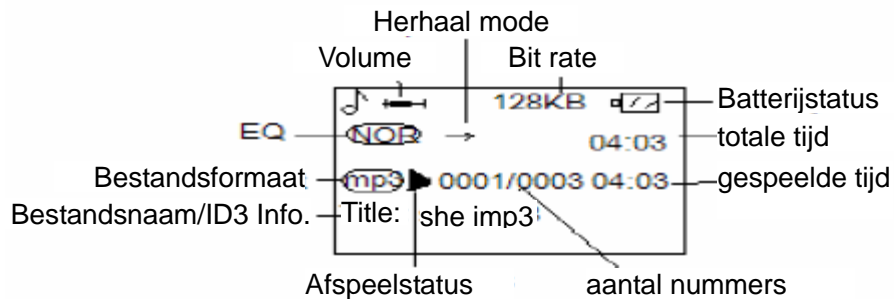 Herhaal mode
Volume Bit rate
128KB Batterijstatus
EQ NOR 04:03 totale tijd
Bestandsformaat mp3 0001/0003 04:03 gespeelde tijd
Bestandsnaam/ID3 Info. Title: she imp3
Afspeelstatus aantal nummers